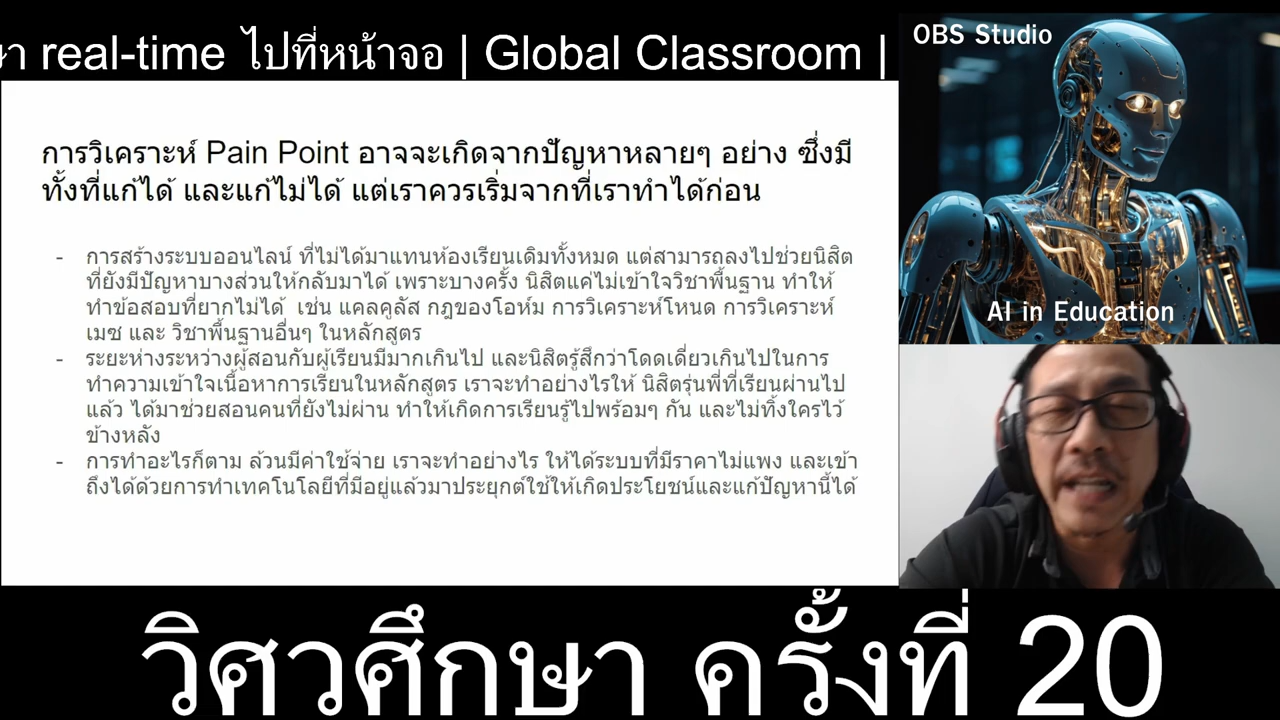 real-time ไปที่หน้าจอ | Global Classroom |
OBS Studio
การวิเคราะห์ Pain Point อาจจะเกิดจากปัญหาหลายๆ อย่าง ซึ่งมี
ทั้งที่แก้ได้ และแก้ไม่ได้ แต่เราควรเริ่มจากที่เราทำได้ก่อน
- การสร้างระบบออนไลน์ ที่ไม่ได้มาแทนห้องเรียนเดิมทั้งหมด แต่สามารถลงไปช่วยนิสิต
ที่ยังมีปัญหาบางส่วนให้กลับมาได้ เพราะบางครั้ง นิสิตแค่ไม่เข้าใจวิชาพื้นฐาน ทำให้
ทำข้อสอบที่ยากไม่ได้ เช่น แคลคูลัส กฎของโอห์ม การวิเคราะห์โหนด การวิเคราะห์
เมช และ วิชาพื้นฐานอื่นๆ ในหลักสูตร
- ระยะห่างระหว่างผู้สอนกับผู้เรียนมีมากเกินไป และนิสิตรู้สึกว่าโดดเดี่ยวเกินไปในการ
ทำความเข้าใจเนื้อหาการเรียนในหลักสูตร เราจะทำอย่างไรให้ นิสิตรุ่นพี่ที่เรียนผ่านไป
แล้ว ได้มาช่วยสอนคนที่ยังไม่ผ่าน ทำให้เกิดการเรียนรู้ไปพร้อมๆ กัน และไม่ทิ้งใครไว้
ข้างหลัง
- การทำอะไรก็ตาม ล้วนมีค่าใช้จ่าย เราจะทำอย่างไร ให้ได้ระบบที่มีราคาไม่แพง และเข้า
ถึงได้ด้วยการทำเทคโนโลยีที่มีอยู่แล้วมาประยุกต์ใช้ให้เกิดประโยชน์และแก้ปัญหานี้ได้
AI in Education
วิศวศึกษา ครั้งที่ 20